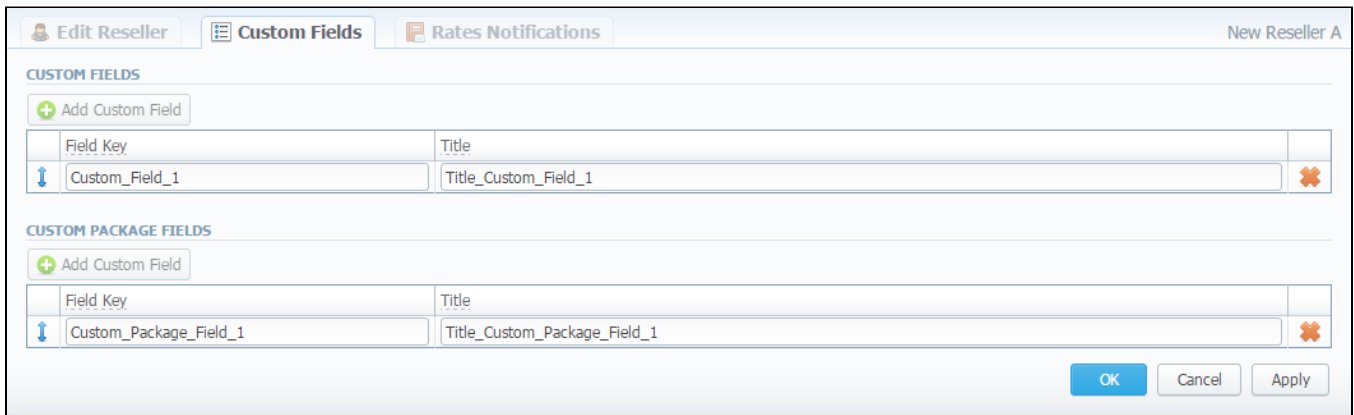 Edit Reseller Custom Fields Rates Notifications New Reseller A
CUSTOM FIELDS
Add Custom Field
Field Key Title
Custom_Field_1 Title_Custom_Field_1
CUSTOM PACKAGE FIELDS
Add Custom Field
Field Key Title
Custom_Package_Field_1 Title_Custom_Package_Field_1
OK Cancel Apply